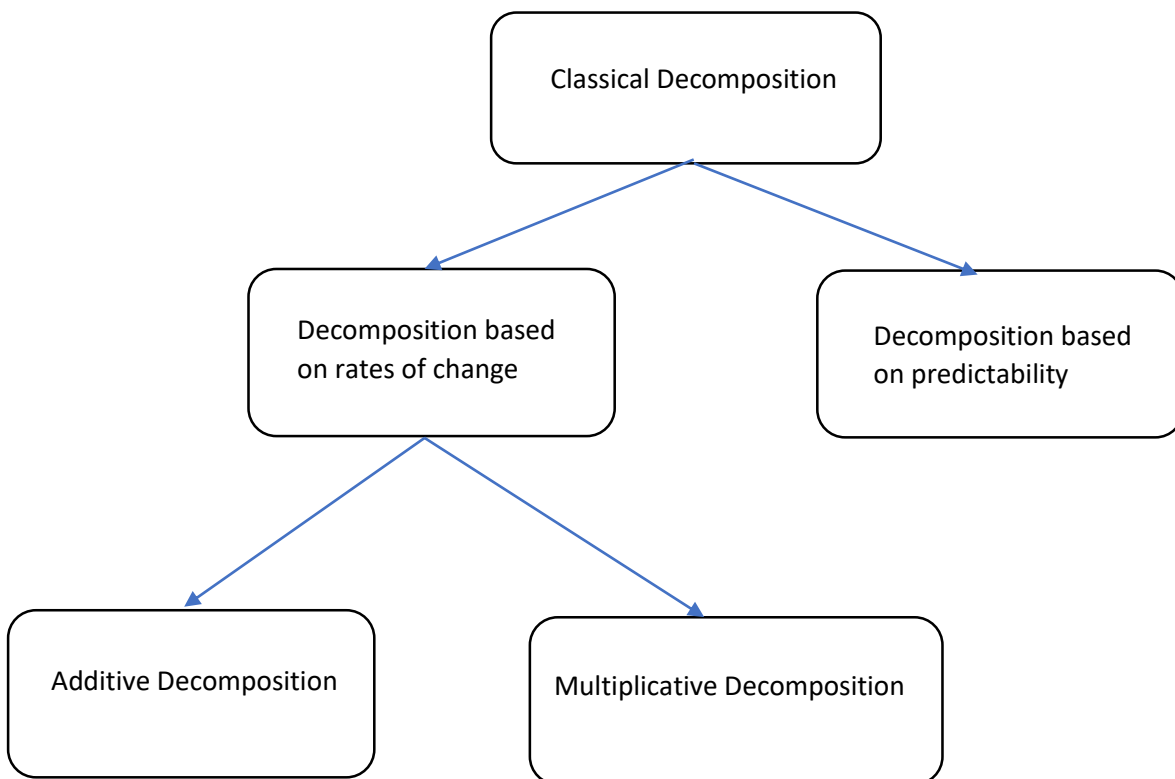 Classical Decomposition
Decomposition based
on rates of change
Decomposition based
on predictability
Additive Decomposition
Multiplicative Decomposition